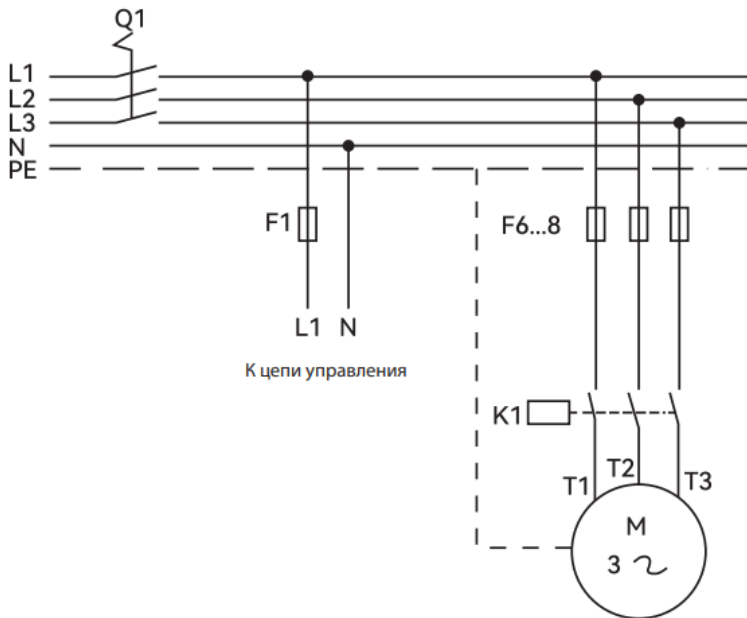 Q1
L1
L2
L3
N
PE
F1
F6...8
L1 N
К цепи управления
K1
T1
T2
T3
M
3